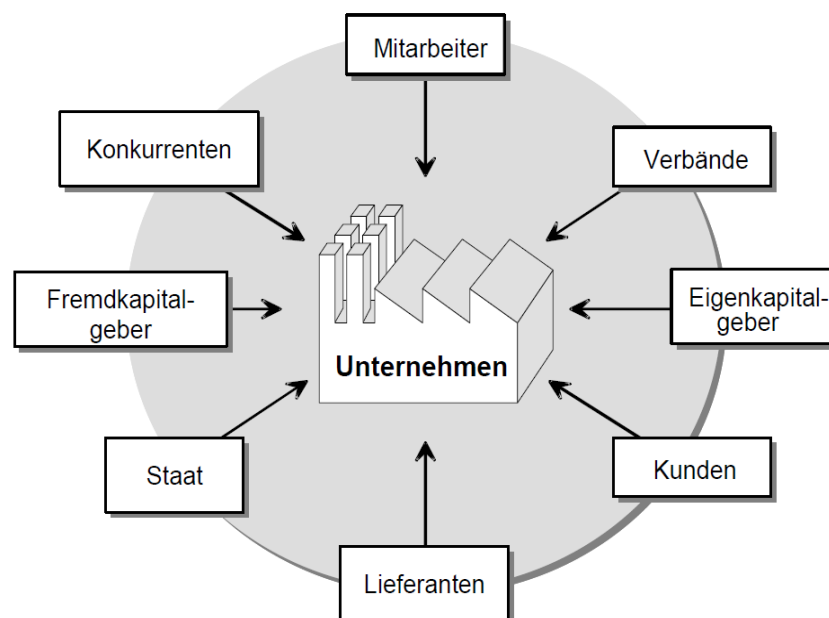 Mitarbeiter
Konkurrenten
Verbände
Fremdkapital-
geber
Eigenkapital-
geber
Unternehmen
Staat
Kunden
Lieferanten